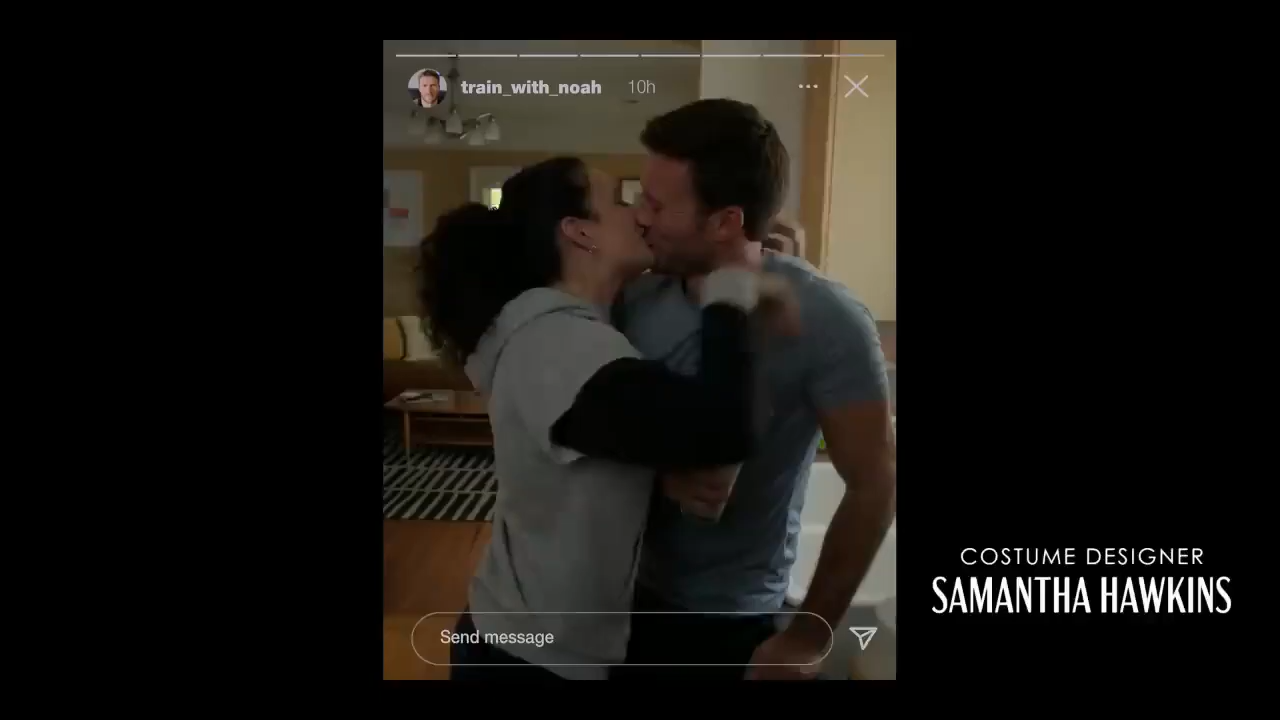 train_with_noah 10h
Send message
COSTUME DESIGNER
SAMANTHA HAWKINS